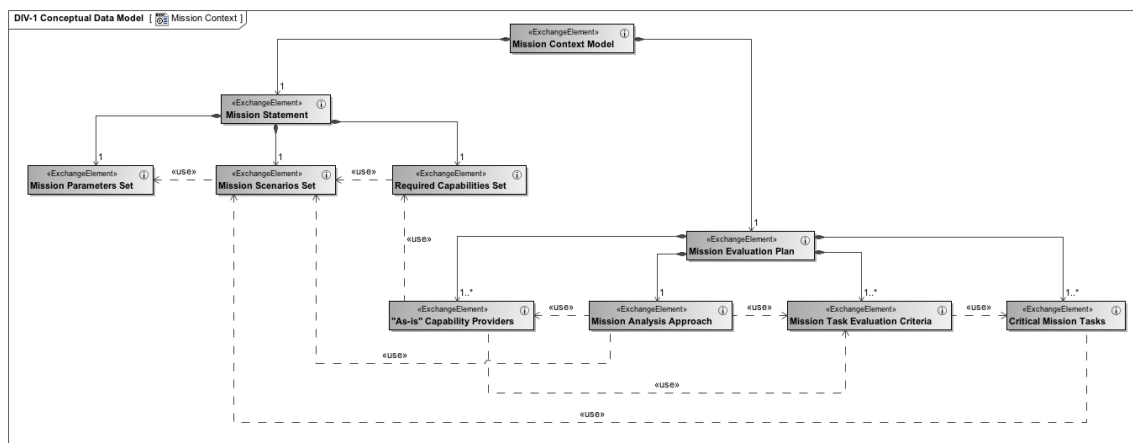 DIV-1 Conceptual Data Model [ Mission Context ]
«ExchangeElement»
Mission Context Model
1
1
«ExchangeElement»
Mission Statement
1
1
1
«ExchangeElement»
Mission Parameters Set
«use»
«ExchangeElement»
Mission Scenarios Set
«use»
«ExchangeElement»
Required Capabilities Set
«use»
«ExchangeElement»
Mission Evaluation Plan
1..*
1
1..*
1..*
«ExchangeElement»
"As-is" Capability Providers
«use»
«ExchangeElement»
Mission Analysis Approach
«use»
«ExchangeElement»
Mission Task Evaluation Criteria
«use»
«ExchangeElement»
Critical Mission Tasks
«use»
«use»
«use»